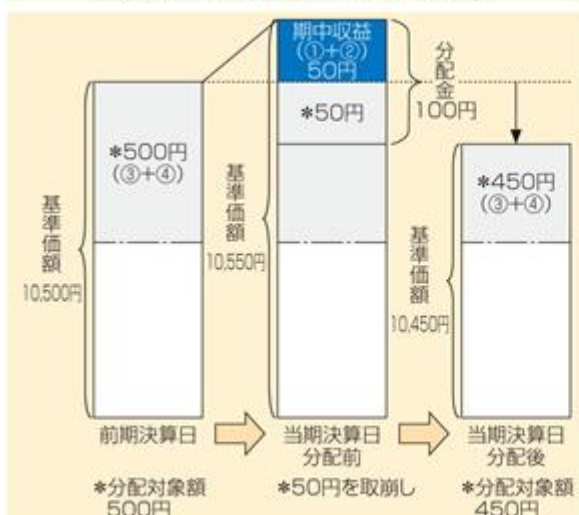 期中収益
(①+②)
50円
*50円
分配金
100円
*500円
(③+④)
基準価額
10,500円
基準価額
10,550円
*450円
(③+④)
基準価額
10,450円
前期決算日
当期決算日
分配前
当期決算日
分配後
*分配対象額
500円
*50円を取崩し
*分配対象額
450円